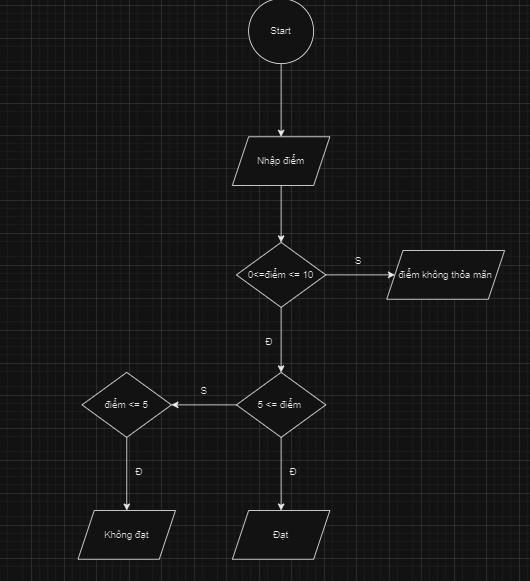 Start
Nhập điểm
0<=điểm <= 10
S
điểm không thỏa mãn
Đ
điểm <= 5
S
5 <= điểm
Đ
Đ
Không đạt
Đạt